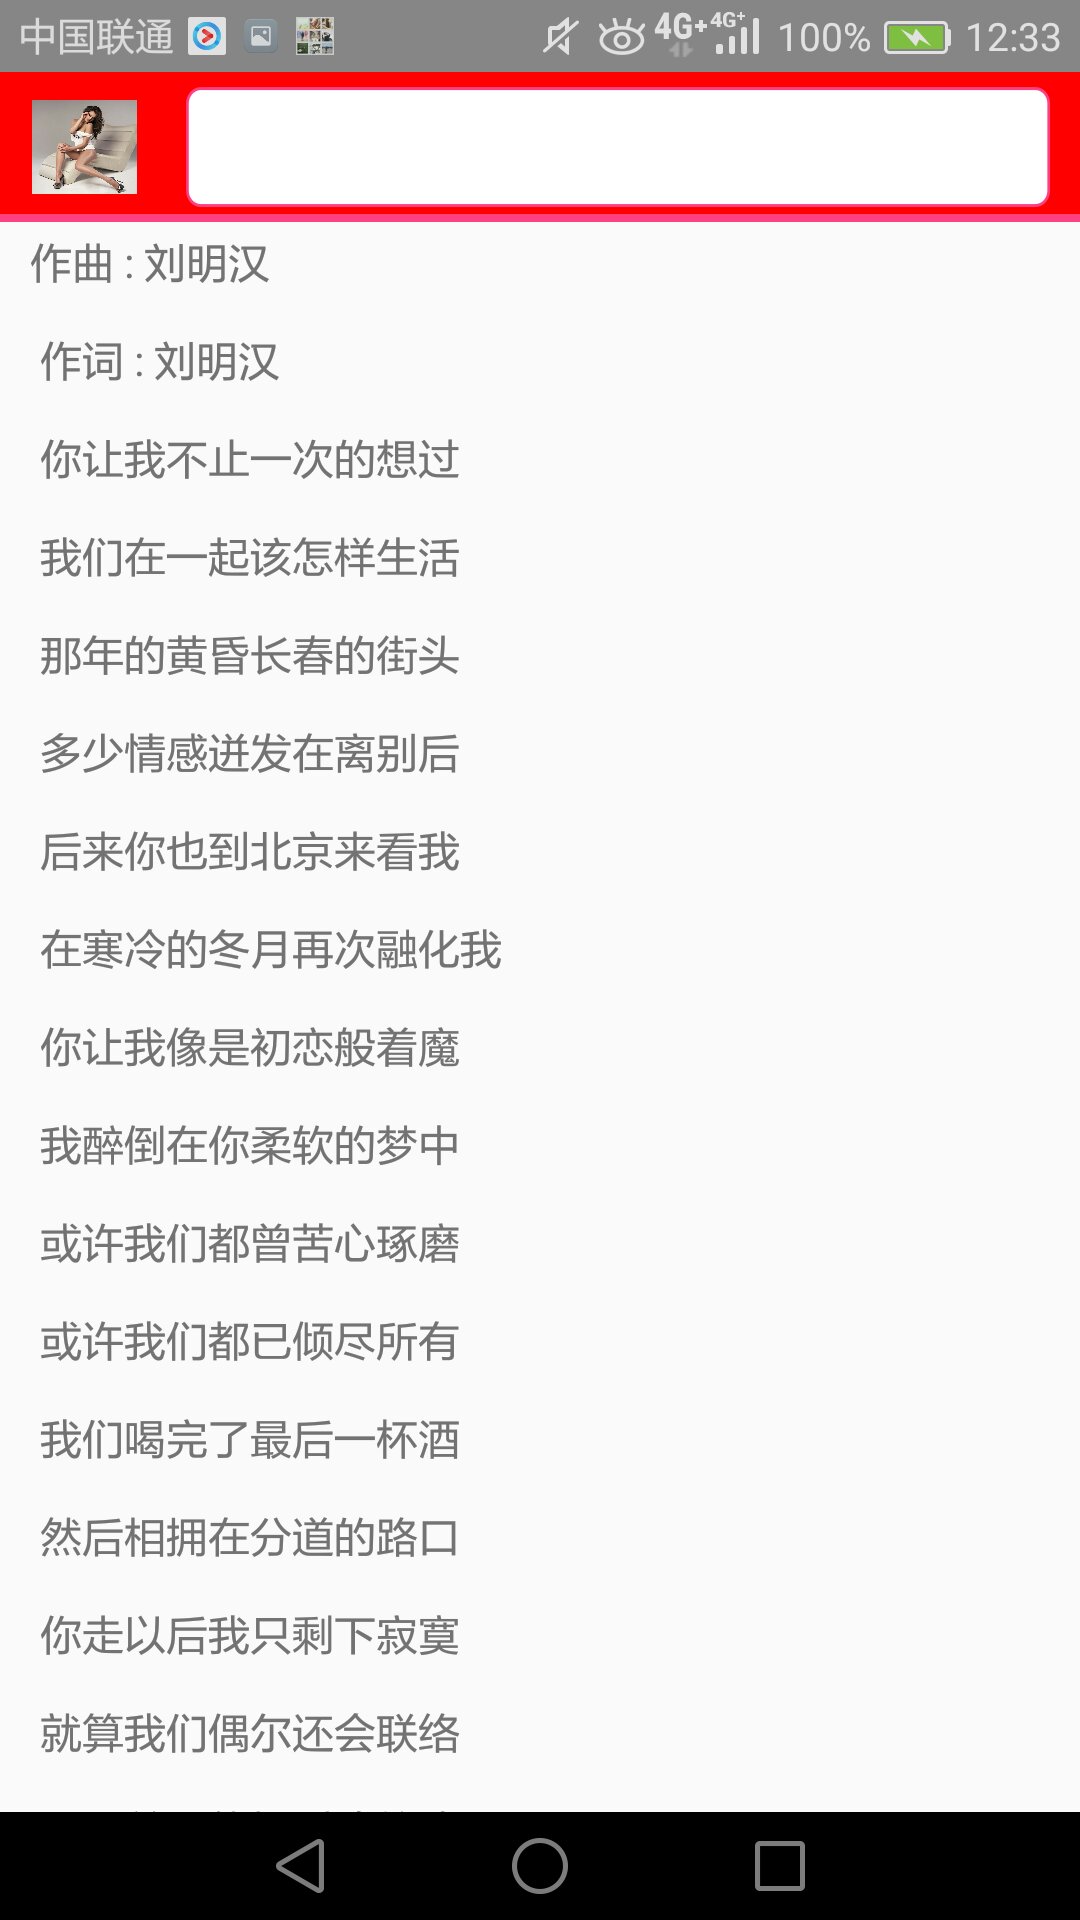 中国联通 4G+ 4G+ 100% 12:33
作曲 : 刘明汉
作词 : 刘明汉
你让我不止一次的想过
我们在一起该怎样生活
那年的黄昏长春的街头
多少情感迸发在离别后
后来你也到北京来看我
在寒冷的冬月再次融化我
你让我像是初恋般着魔
我醉倒在你柔软的梦中
或许我们都曾苦心琢磨
或许我们都已倾尽所有
我们喝完了最后一杯酒
然后相拥在分道的路口
你走以后我只剩下寂寞
就算我们偶尔还会联络